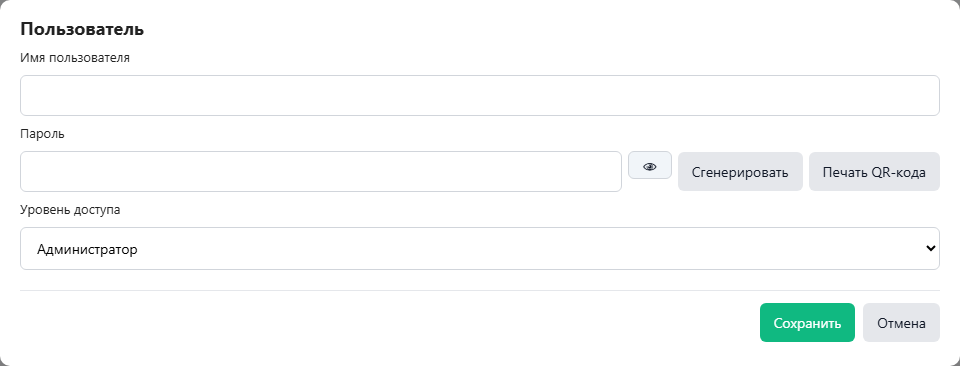 Пользователь
Имя пользователя
Пароль
Сгенерировать Печать QR-кода
Уровень доступа
Администратор
Сохранить Отмена